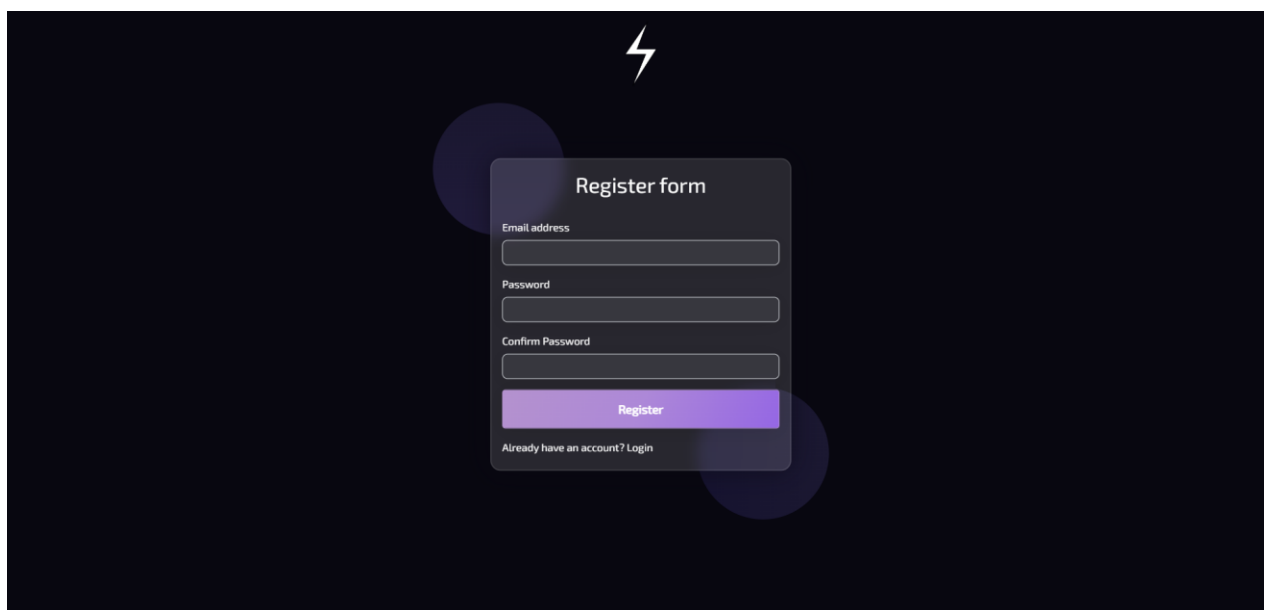 Register form
Email address
Password
Confirm Password
Register
Already have an account? Login